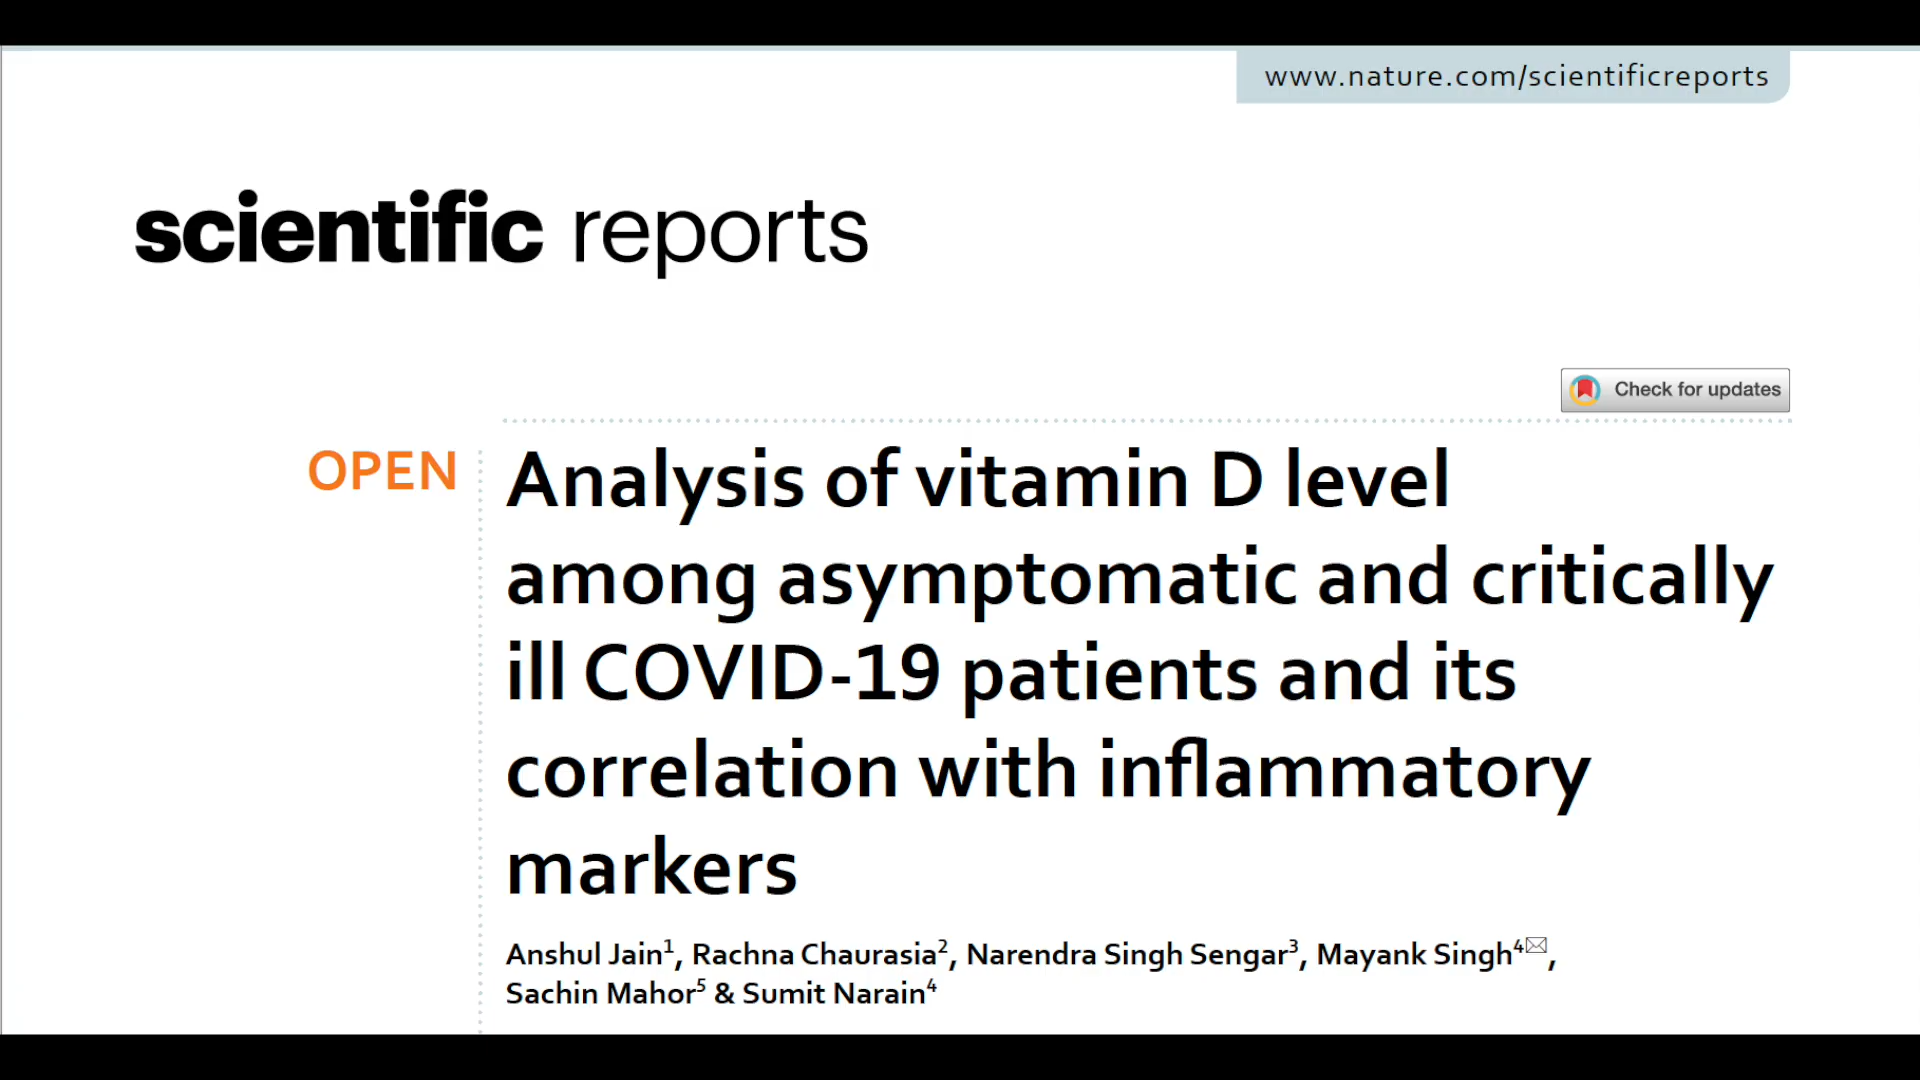 www.nature.com/scientificreports
scientific reports
Check for updates
OPEN
Analysis of vitamin D level
among asymptomatic and critically
ill COVID-19 patients and its
correlation with inflammatory
markers
Anshul Jain1, Rachna Chaurasia2, Narendra Singh Sengar3, Mayank Singh4✉,
Sachin Mahor5 & Sumit Narain4